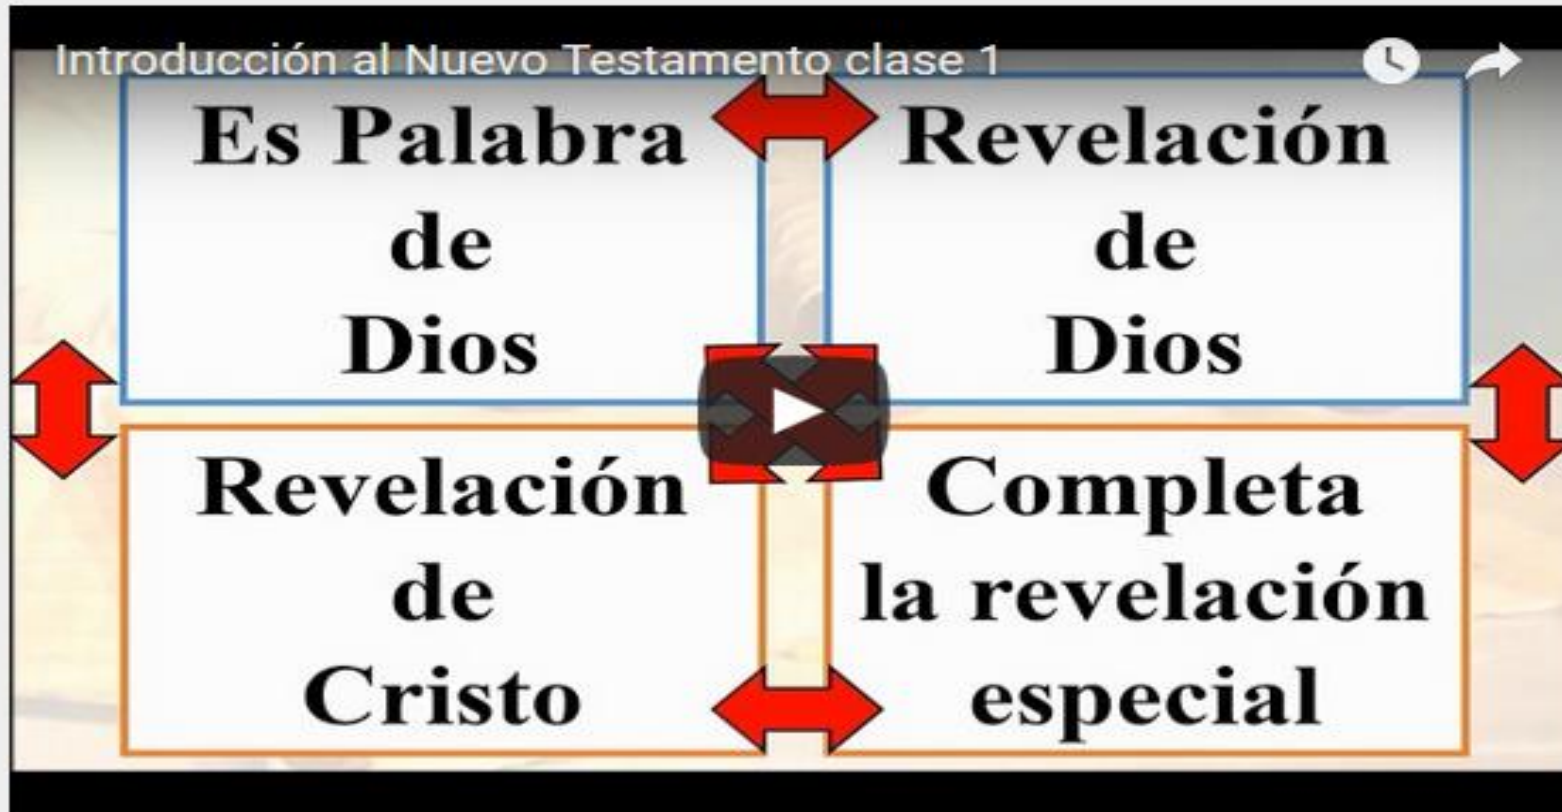 Introducción al Nuevo Testamento clase 1
Es Palabra
de
Dios
Revelación
de
Dios
Revelación
de
Cristo
Completa
la revelación
especial